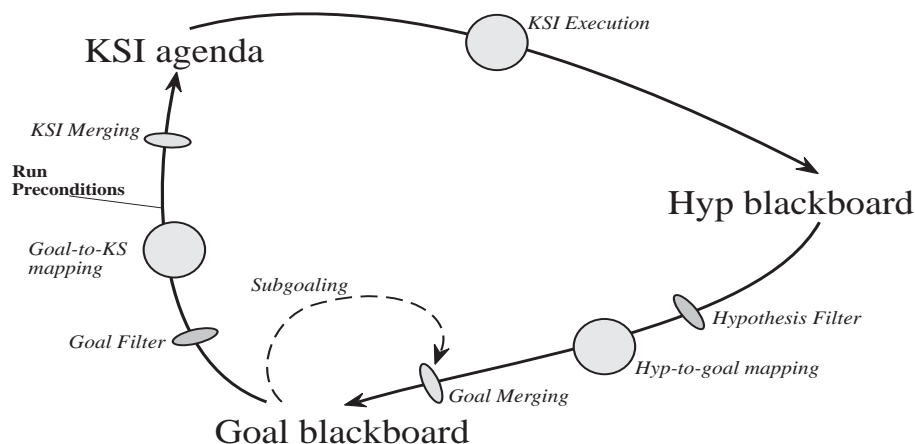 KSI Execution
KSI agenda
KSI Merging
Run
Preconditions
Hyp blackboard
Goal-to-KS
mapping
Subgoaling
Hypothesis Filter
Goal Filter
Hyp-to-goal mapping
Goal Merging
Goal blackboard